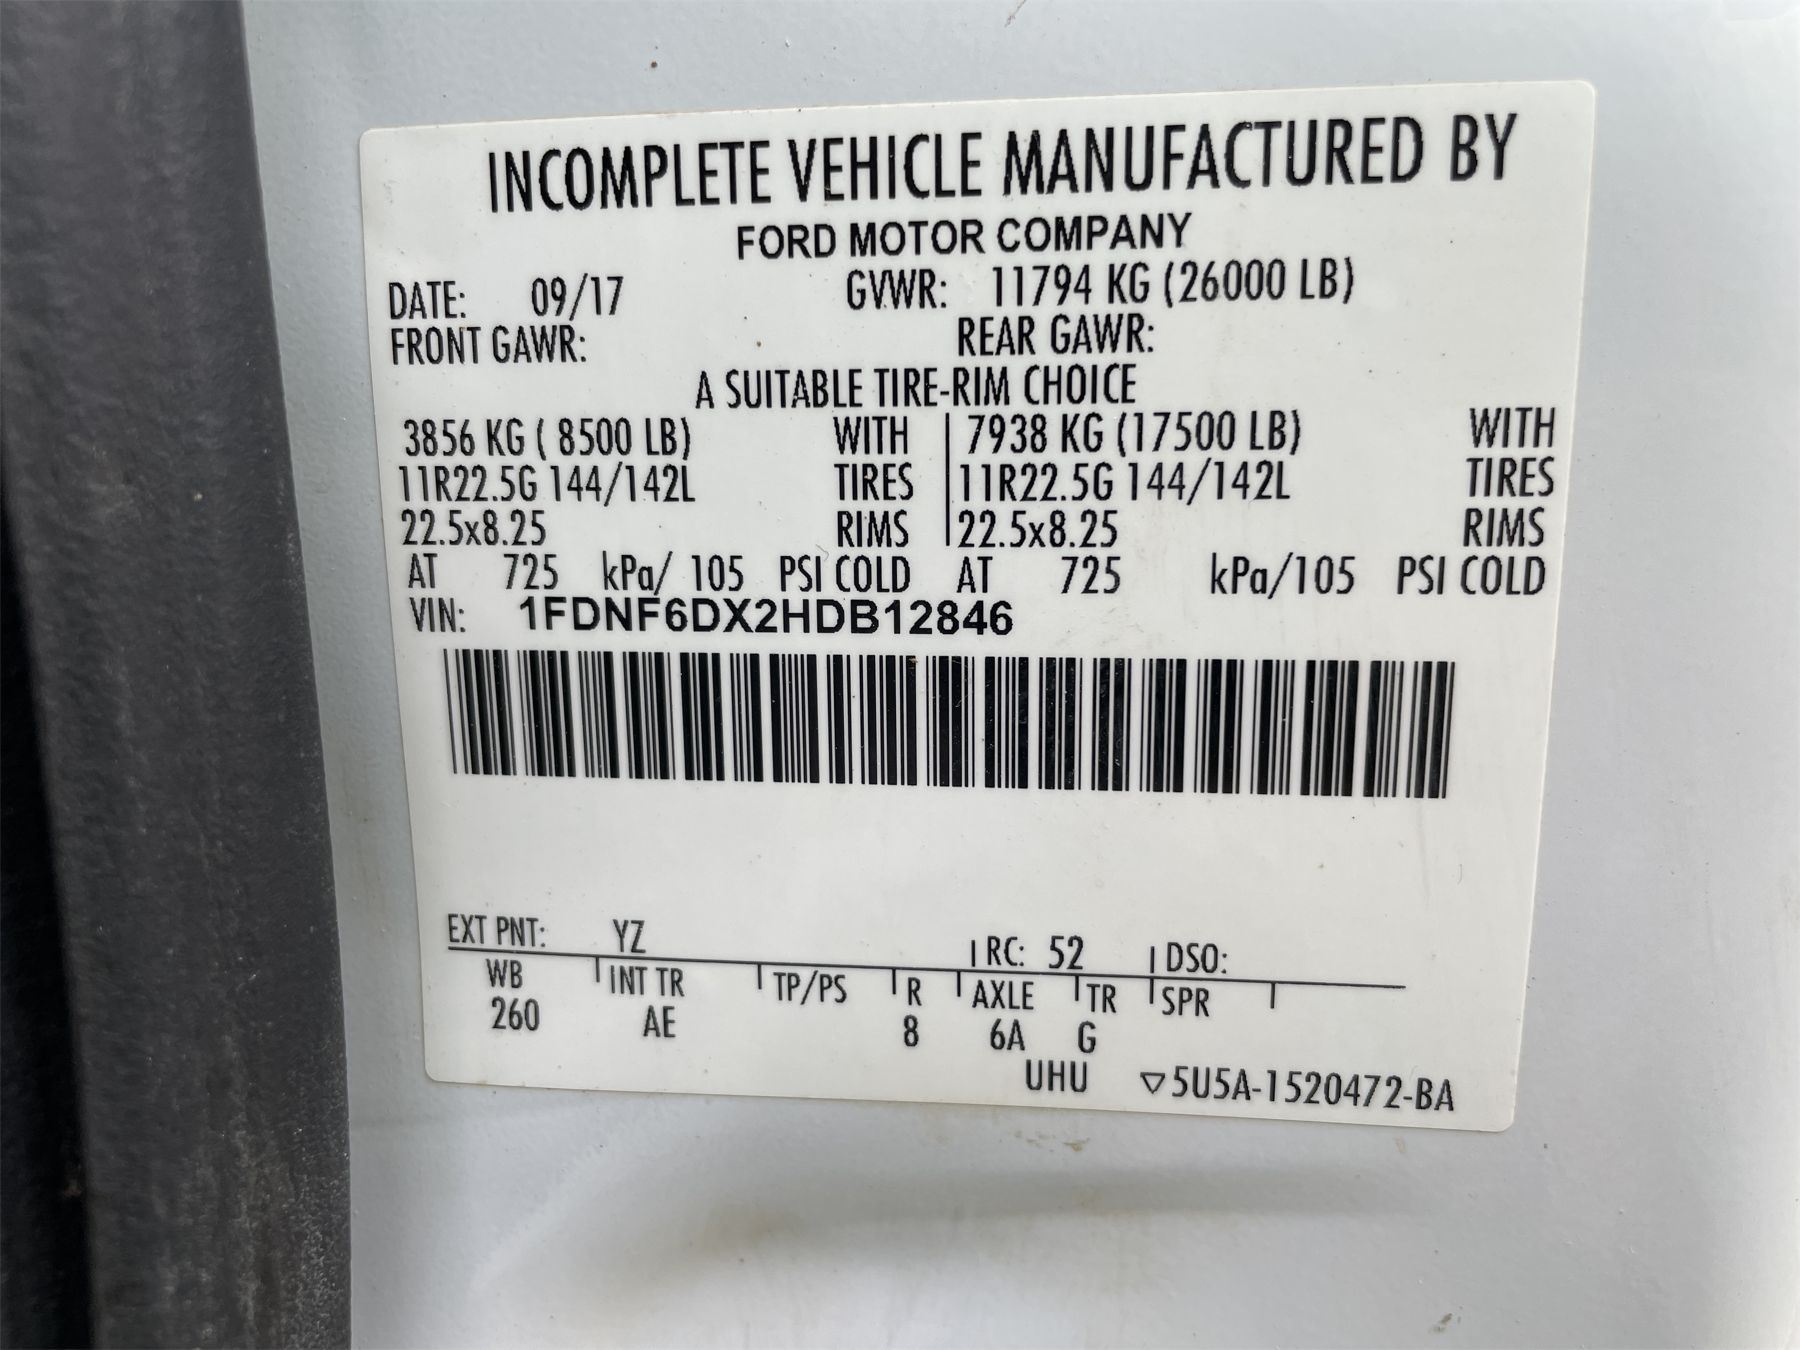 INCOMPLETE VEHICLE MANUFACTURED BY
FORD MOTOR COMPANY
DATE: 09/17 GVWR: 11794 KG (26000 LB)
FRONT GAWR: REAR GAWR:
A SUITABLE TIRE-RIM CHOICE
3856 KG ( 8500 LB) WITH 7938 KG (17500 LB) WITH
11R22.5G 144/142L TIRES 11R22.5G 144/142L TIRES
22.5x8.25 RIMS 22.5x8.25 RIMS
AT 725 kPa/ 105 PSI COLD AT 725 kPa/105 PSI COLD
VIN: 1FDNF6DX2HDB12846
EXT PNT: YZ RC: 52 DSO:
WB INT TR TP/PS R AXLE TR SPR
260 AE 8 6A G
UHU ▽5U5A-1520472-BA